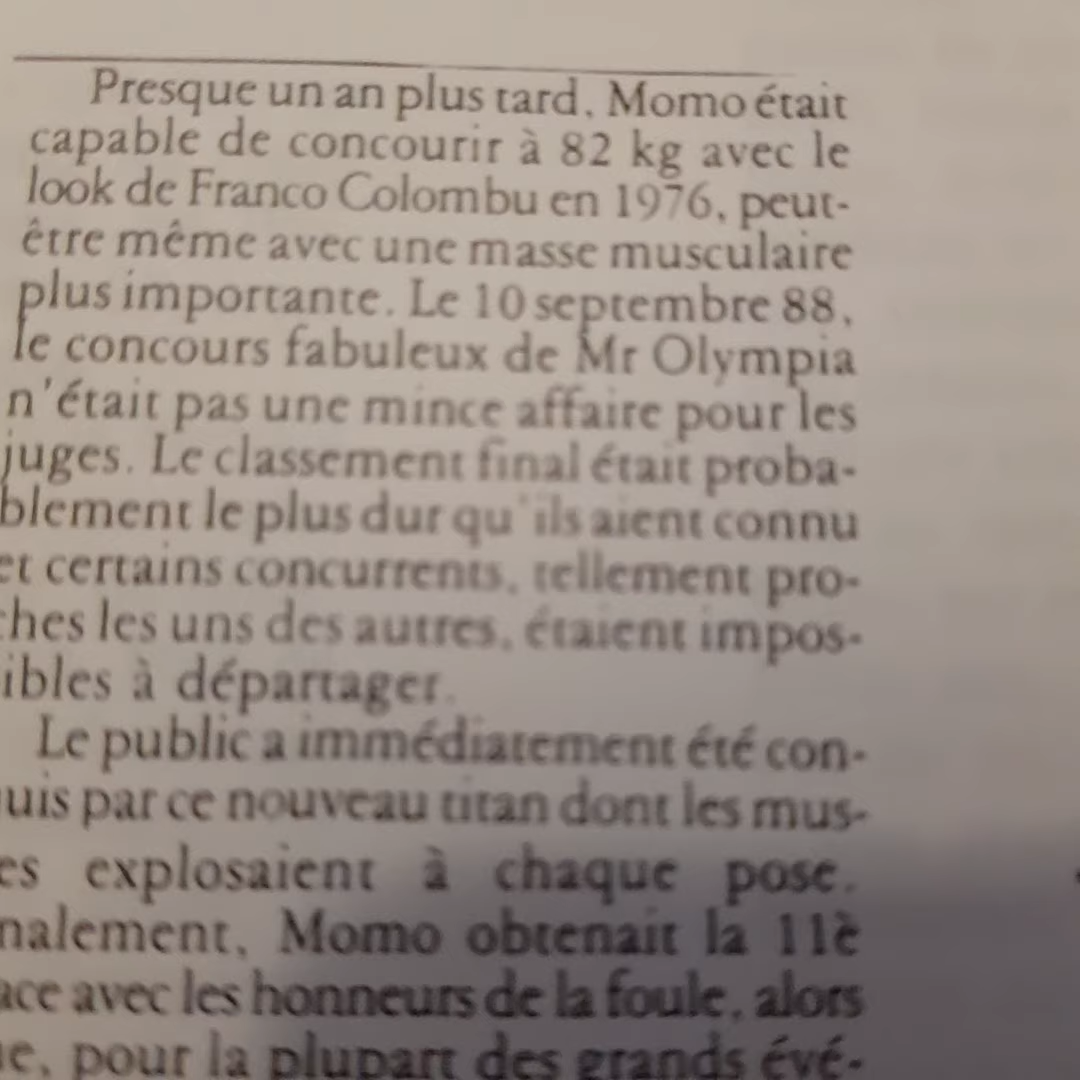 Presque un an plus tard, Momo était
capable de concourir à 82 kg avec le
look de Franco Colombu en 1976, peut-
être même avec une masse musculaire
plus importante. Le 10 septembre 88,
le concours fabuleux de Mr Olympia
n'était pas une mince affaire pour les
juges. Le classement final était proba-
blement le plus dur qu'ils aient connu
et certains concurrents, tellement pro-
ches les uns des autres, étaient impos-
ibles à départager.
Le public a immédiatement été con-
uis par ce nouveau titan dont les mus-
es explosaient à chaque pose.
nalement, Momo obtenait la 11è
ace avec les honneurs de la foule, alors
e, pour la plupart des grands évé-